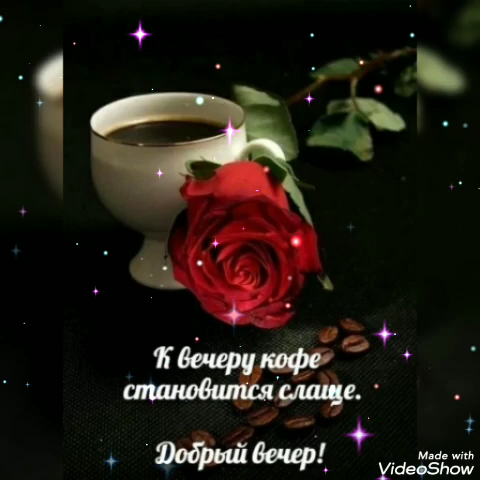 К вечеру кофе
становится слаще.
Добрый вечер!
Made with
VideoShow